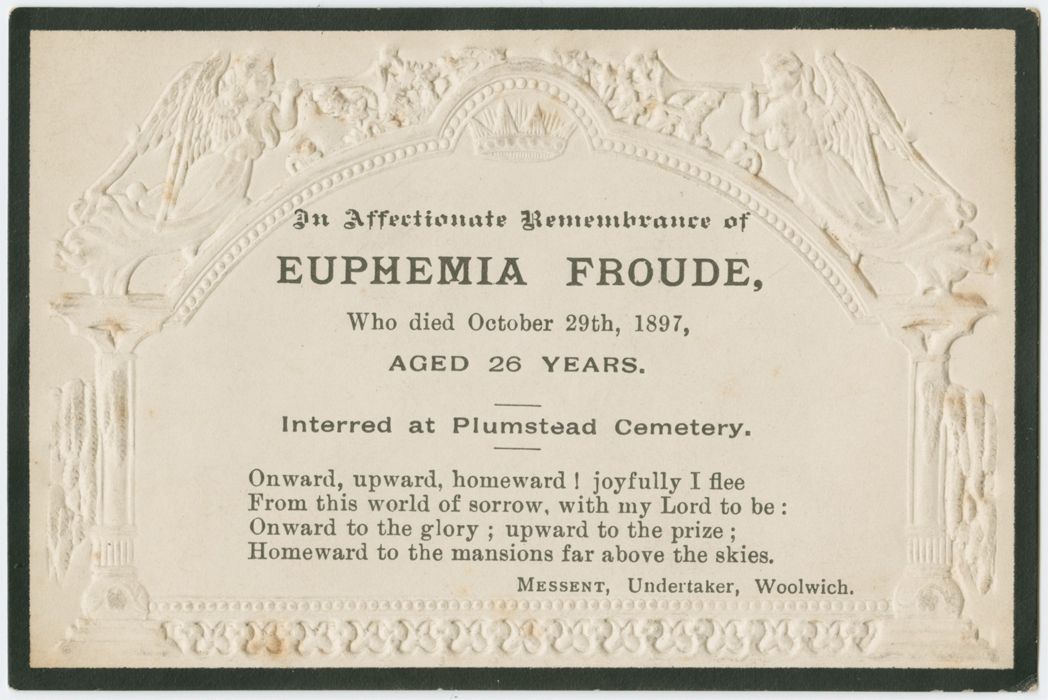 In Affectionate Remembrance of
EUPHEMIA FROUDE,
Who died October 29th, 1897,
AGED 26 YEARS.
Interred at Plumstead Cemetery.
Onward, upward, homeward ! joyfully I flee
From this world of sorrow, with my Lord to be :
Onward to the glory ; upward to the prize ;
Homeward to the mansions far above the skies.
MESSENT, Undertaker, Woolwich.